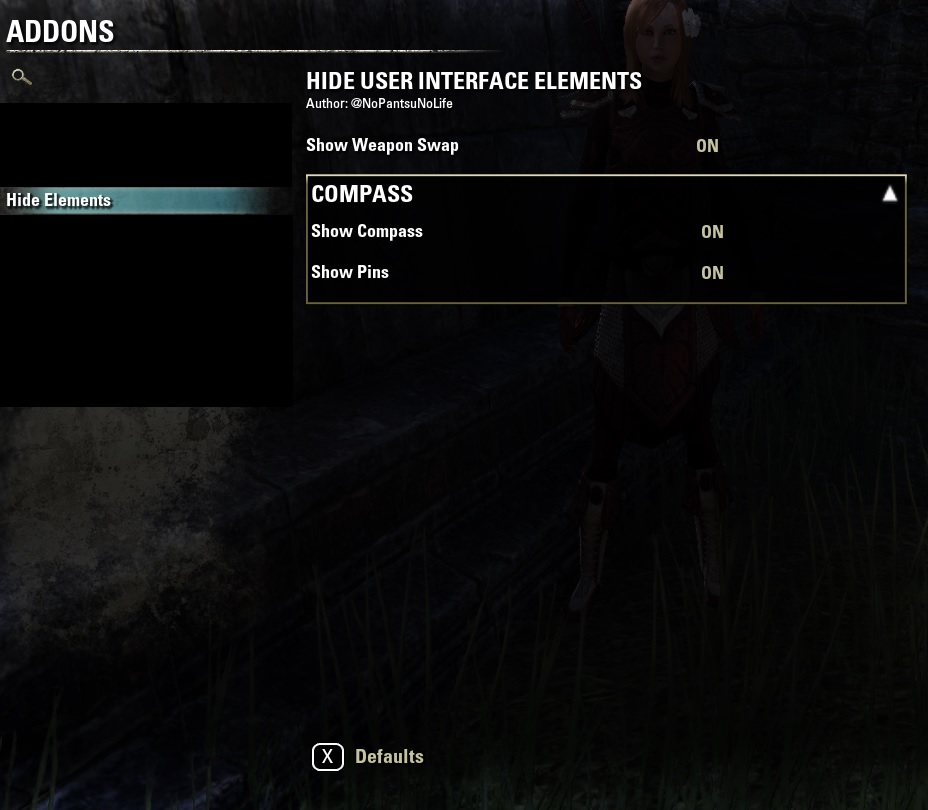 ADDONS
HIDE USER INTERFACE ELEMENTS
Author: @NoPantsuNoLife
Show Weapon Swap ON
Hide Elements
COMPASS
Show Compass ON
Show Pins ON
X Defaults